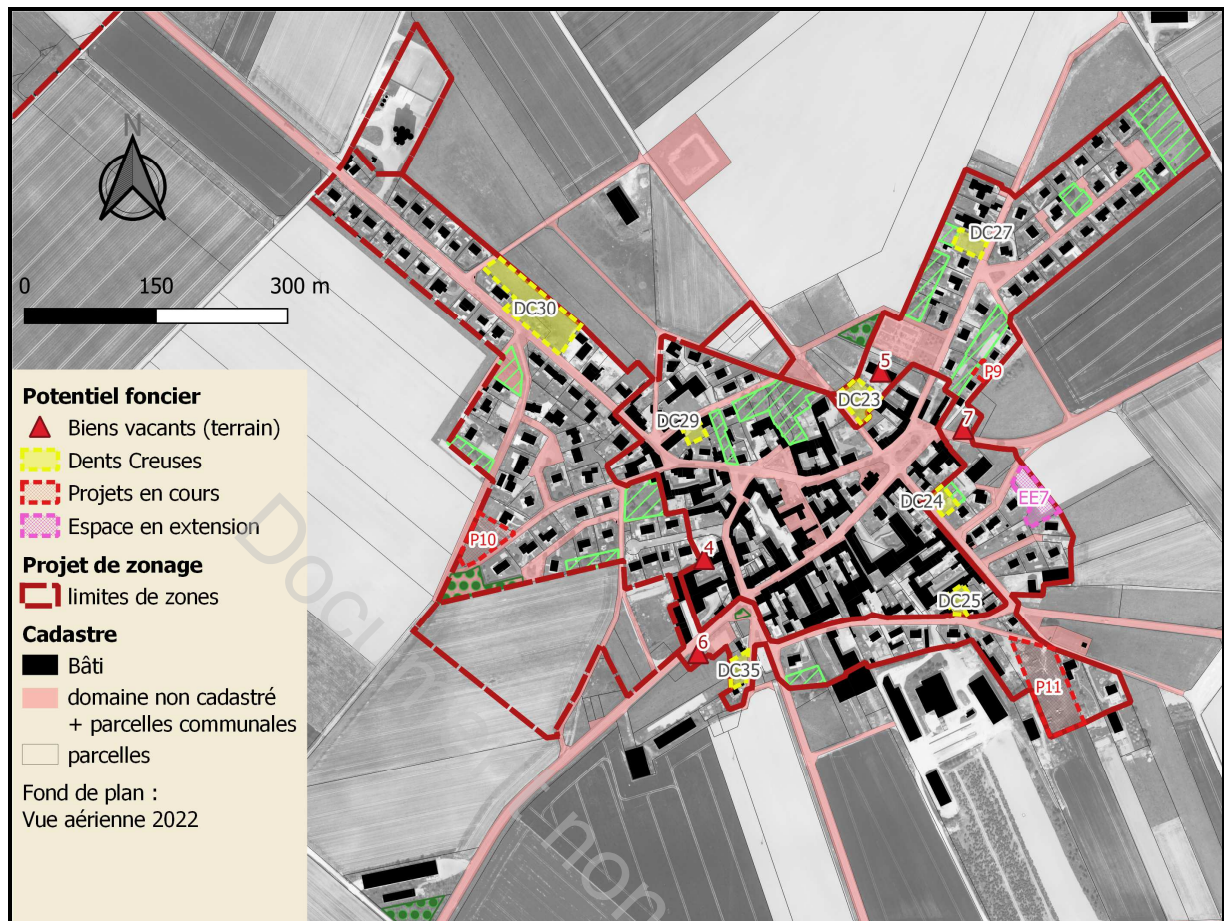 N
0 150 300 m
Potentiel foncier
Biens vacants (terrain)
Dents Creuses
Projets en cours
Espace en extension
Projet de zonage
limites de zones
Cadastre
Bâti
domaine non cadastré
+ parcelles communales
parcelles
Fond de plan :
Vue aérienne 2022
DC27
DC30
5
P9
DC23
7
DC29
EE7
DC24
P10
4
DC25
6
DC35
P11